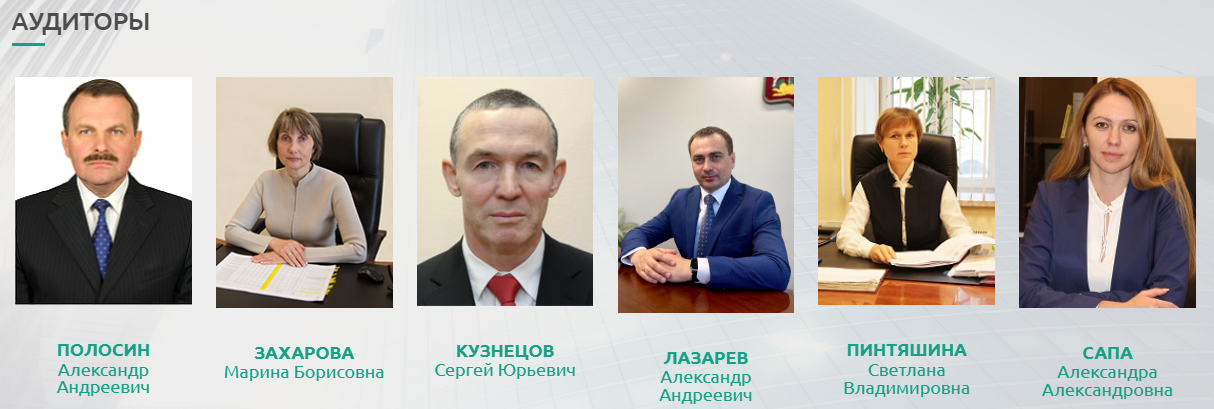 АУДИТОРЫ
ПОЛОСИН
Александр
Андреевич
ЗАХАРОВА
Марина Борисовна
КУЗНЕЦОВ
Сергей Юрьевич
ЛАЗАРЕВ
Александр
Андреевич
ПИНТЯШИНА
Светлана
Владимировна
САПА
Александра
Александровна